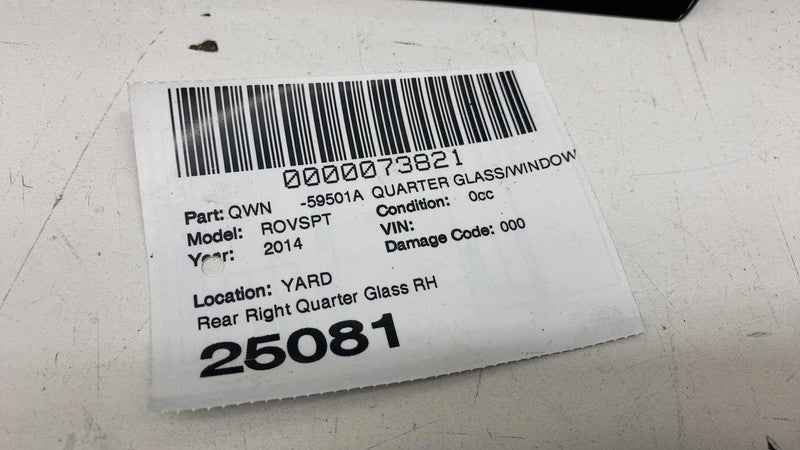 0000073821
Part: QWN -59501A QUARTER GLASS/WINDOW
Model: ROVSPT Condition: 0cc
Year: 2014 VIN:
Damage Code: 000
Location: YARD
Rear Right Quarter Glass RH
25081